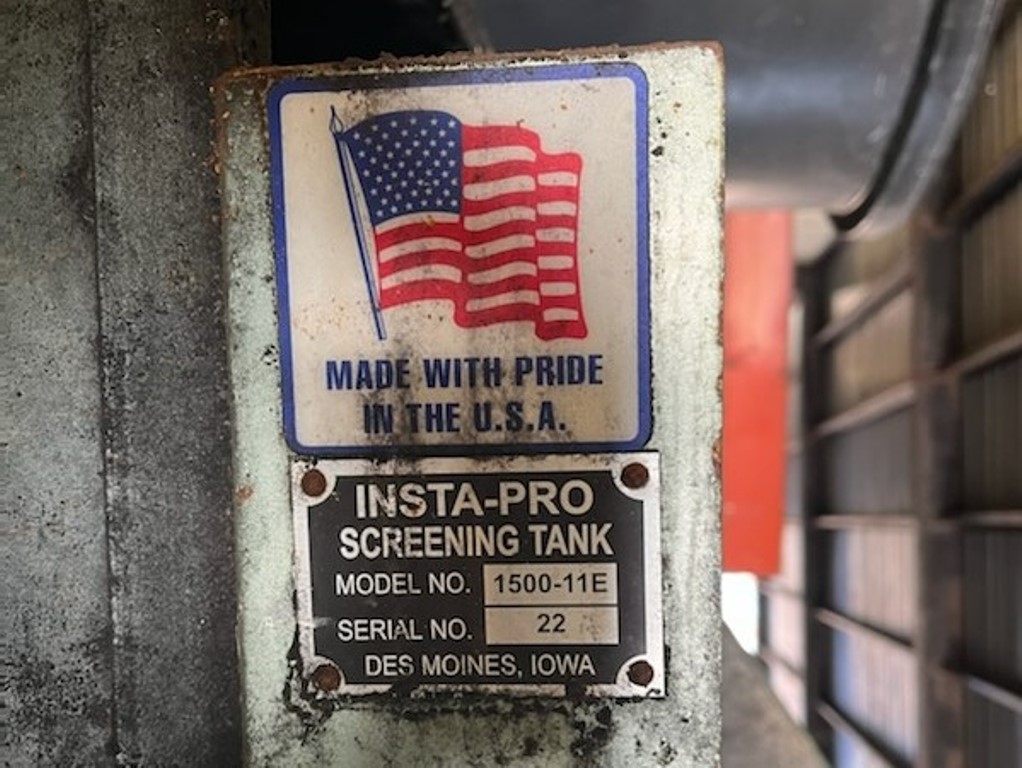 MADE WITH PRIDE
IN THE U.S.A.
INSTA-PRO
SCREENING TANK
MODEL NO. 1500-11E
SERIAL NO. 22
DES MOINES, IOWA